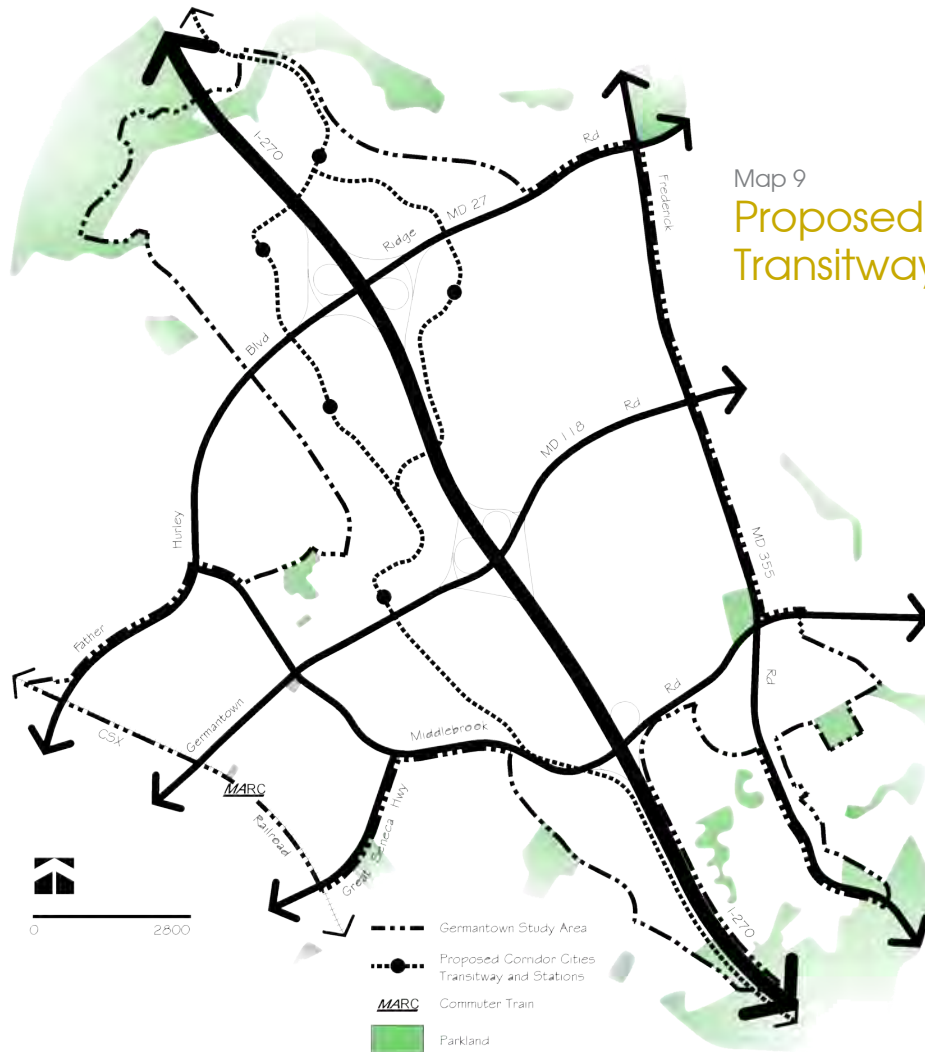 Map 9
Proposed
Transitway
I-270
Rd
MD 27
Ridge
Blvd
Frederick
Rd
MD 118
Hurley
MD 355
Father
Rd
Rd
Germantown
Middlebrook
CSX
MARC
Railroad
Great Seneca Hwy
I-270
0 2800
Germantown Study Area
Proposed Corridor Cities
Transitway and Stations
MARC Commuter Train
Parkland